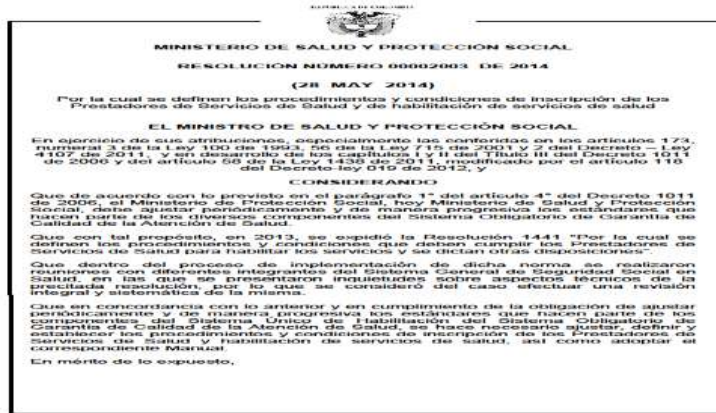 REPÚBLICA DE COLOMBIA
MINISTERIO DE SALUD Y PROTECCIÓN SOCIAL
RESOLUCIÓN NÚMERO 00002003 DE 2014
(28 MAY 2014)
Por la cual se definen los procedimientos y condiciones de inscripción de los
Prestadores de Servicios de Salud y de habilitación de servicios de salud
EL MINISTRO DE SALUD Y PROTECCIÓN SOCIAL
En ejercicio de sus atribuciones, especialmente las conferidas en los artículos 173,
numeral 3 de la Ley 100 de 1993, 56 de la Ley 715 de 2001 y 2 del Decreto – Ley
4107 de 2011, y en desarrollo de los capítulos I y II del Título III del Decreto 1011
de 2006 y del artículo 58 de la Ley 1438 de 2011, modificado por el artículo 118
del Decreto-ley 019 de 2012, y
CONSIDERANDO
Que de acuerdo con lo previsto en el parágrafo 1° del artículo 4° del Decreto 1011
de 2006, el Ministerio de Protección Social, hoy Ministerio de Salud y Protección
Social, debe ajustar periódicamente y de manera progresiva los estándares que
hacen parte de los diversos componentes del Sistema Obligatorio de Garantía de
Calidad de la Atención de Salud.
Que con tal propósito, en 2013, se expidió la Resolución 1441 "Por la cual se
definen los procedimientos y condiciones que deben cumplir los Prestadores de
Servicios de Salud para habilitar los servicios y se dictan otras disposiciones".
Que dentro del proceso de implementación de dicha norma se realizaron
reuniones con diferentes integrantes del Sistema General de Seguridad Social en
Salud, en las que se presentaron inquietudes sobre aspectos técnicos de la
precitada resolución, por lo que se consideró del caso efectuar una revisión
integral y sistemática de la misma.
Que en concordancia con lo anterior y en cumplimiento de la obligación de ajustar
periódicamente y de manera progresiva los estándares que hacen parte de los
componentes del Sistema Único de Habilitación del Sistema Obligatorio de
Garantía de Calidad de la Atención de Salud, se hace necesario ajustar, definir y
establecer los procedimientos y condiciones de inscripción de los Prestadores de
Servicios de Salud y habilitación de servicios de salud, así como adoptar el
correspondiente Manual.
En mérito de lo expuesto,